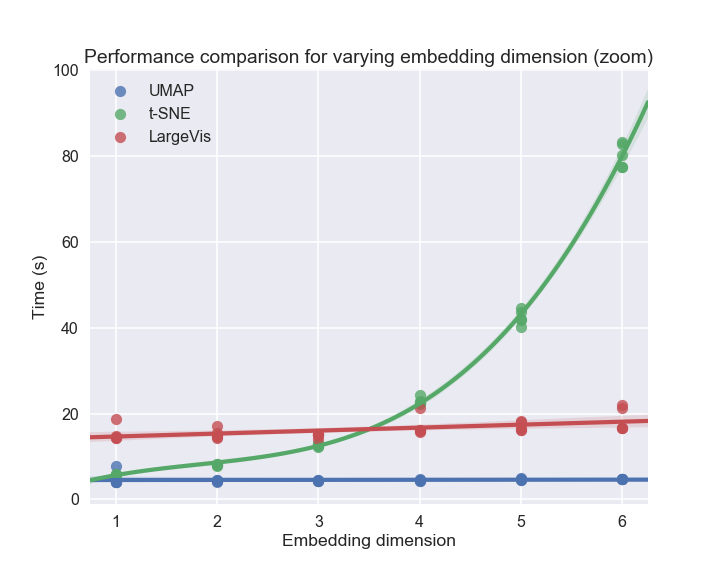 Performance comparison for varying embedding dimension (zoom)
100
80
60
40
20
0
Time (s)
UMAP
t-SNE
LargeVis
1 2 3 4 5 6
Embedding dimension